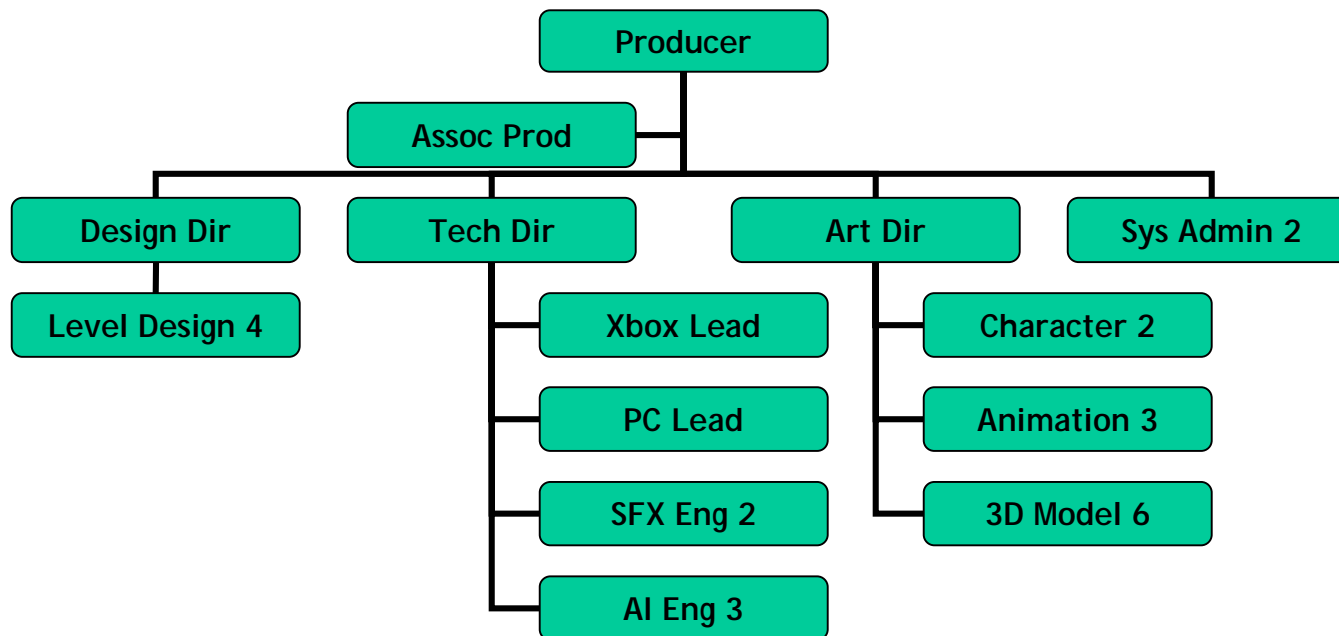 Producer
Assoc Prod
Design Dir
Tech Dir
Art Dir
Sys Admin 2
Level Design 4
Xbox Lead
Character 2
PC Lead
Animation 3
SFX Eng 2
3D Model 6
AI Eng 3